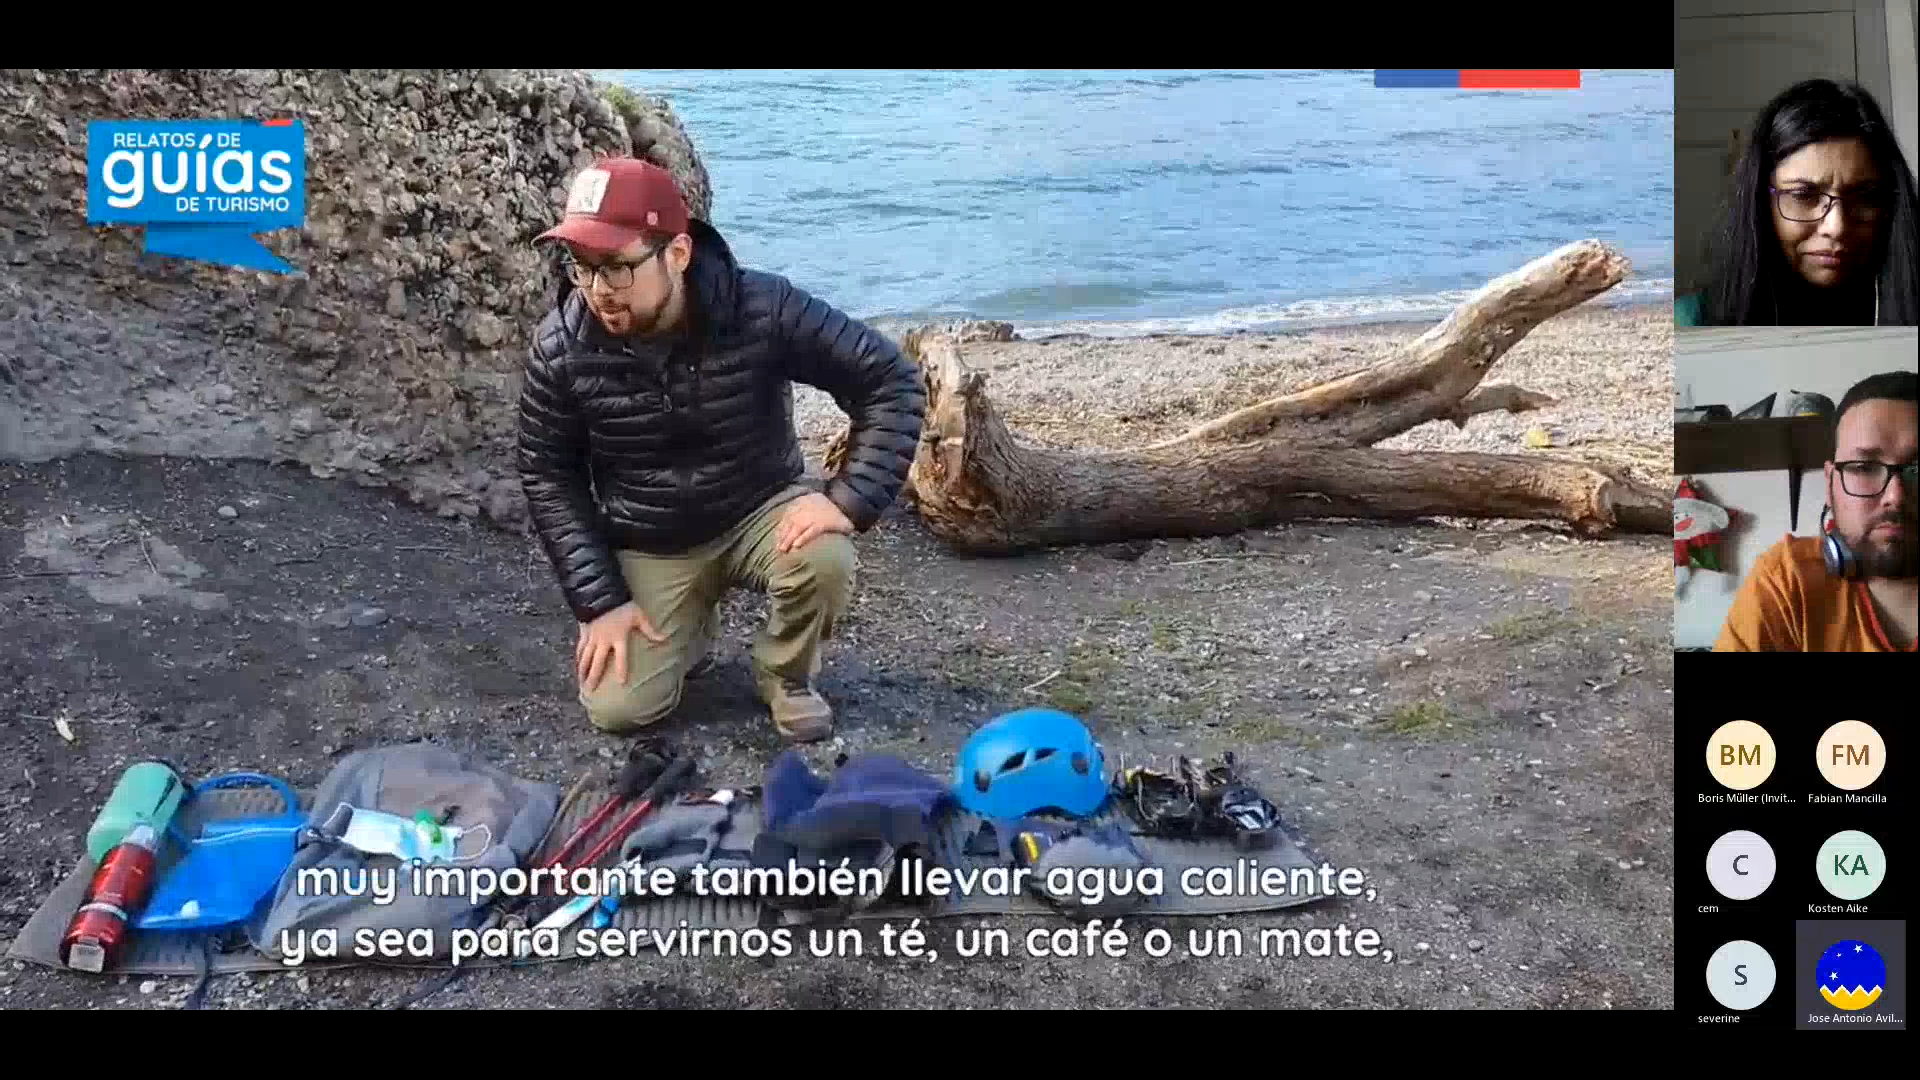 RELATOS DE
guías
DE TURISMO
muy importante también llevar agua caliente,
ya sea para servirnos un té, un café o un mate,
BM
FM
Boris Müller (Invit...
Fabian Mancilla
C
KA
cem
Kosten Aike
S
severine
Jose Antonio Avil...